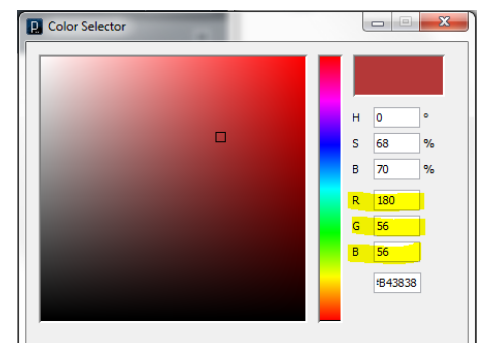 Color Selector
H 0 °
S 68 %
B 70 %
R 180
G 56
B 56
#B43838